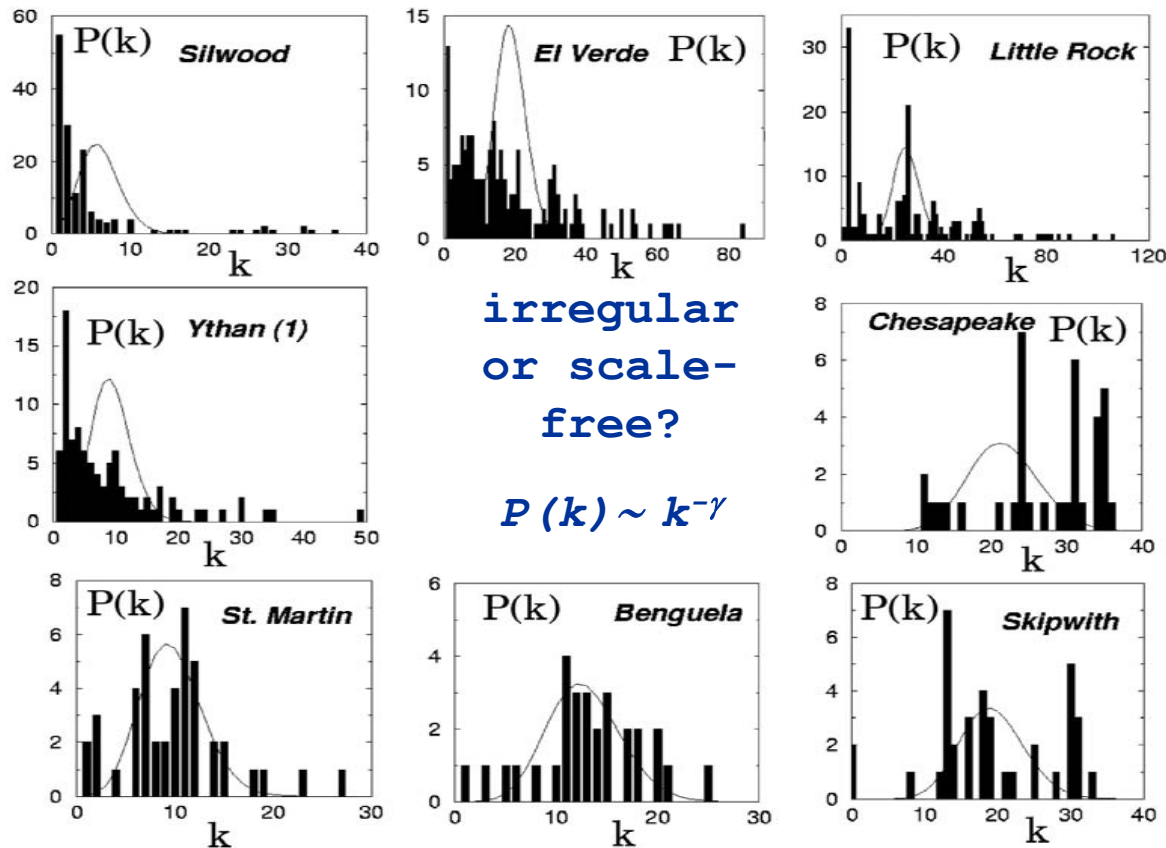 60
40
20
0
P(k)
Silwood
0 10 20 30 40
k
15
10
5
0
El Verde
P(k)
0 20 40 60 80
k
30
20
10
0
P(k)
Little Rock
0 40 80 120
k
20
15
10
5
0
P(k)
Ythan (1)
0 10 20 30 40 50
k
irregular
or scale-
free?
P(k)~ k^-γ
8
6
4
2
0
Chesapeake
P(k)
0 10 20 30 40
k
8
6
4
2
0
P(k)
St. Martin
0 10 20 30
k
6
4
2
0
P(k)
Benguela
0 10 20 30
k
8
6
4
2
0
P(k)
Skipwith
0 10 20 30 40
k